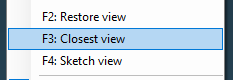 F2: Restore view
F3: Closest view
F4: Sketch view